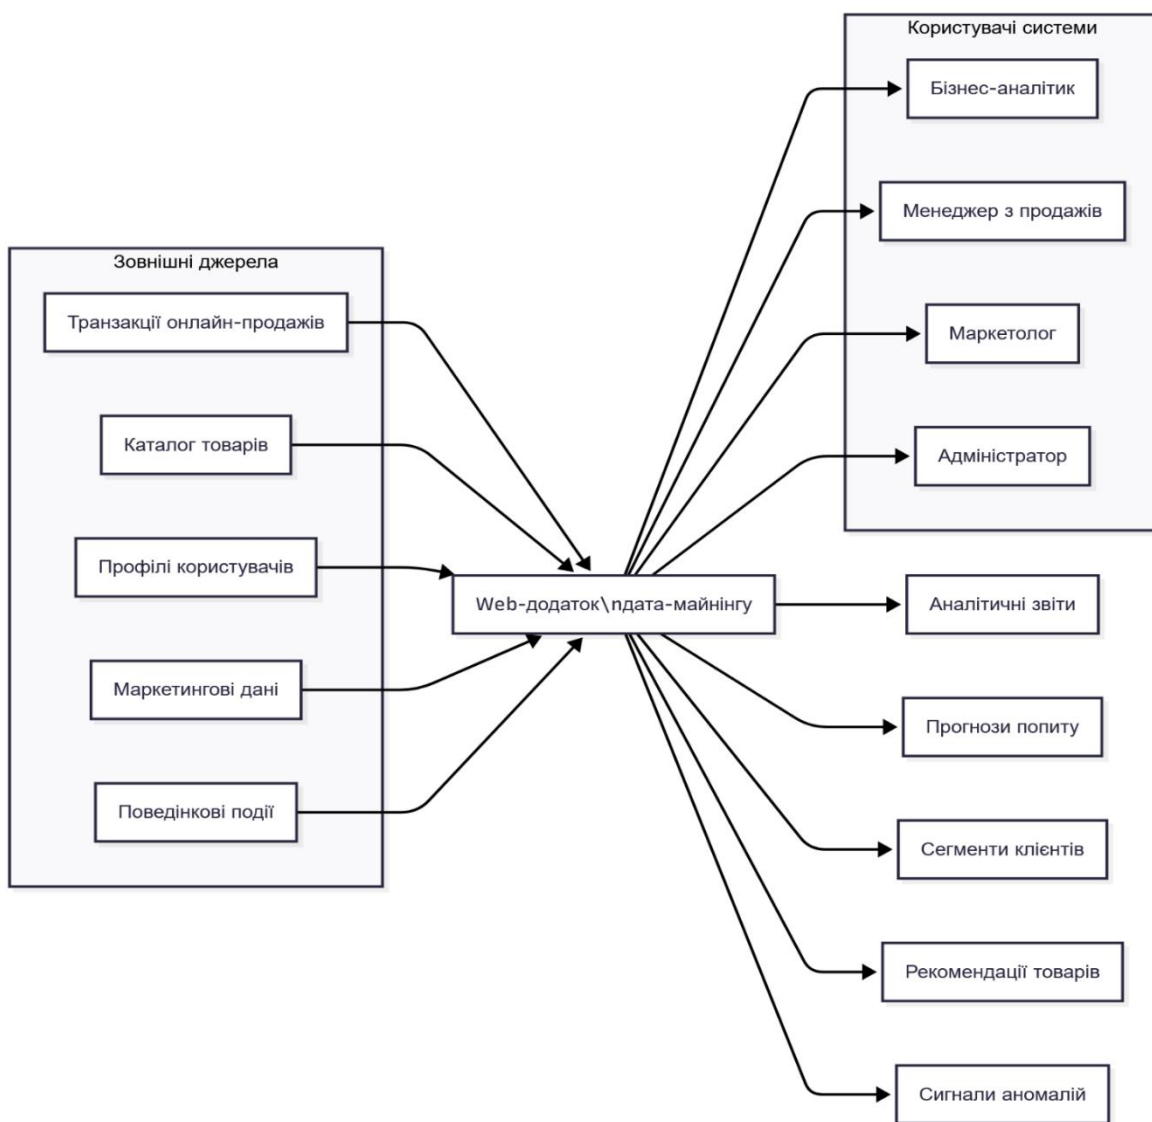 Користувачі системи
Бізнес-аналітик
Менеджер з продажів
Маркетолог
Адміністратор
Зовнішні джерела
Транзакції онлайн-продажів
Каталог товарів
Профілі користувачів
Маркетингові дані
Поведінкові події
Web-додаток\nдата-майнінгу
Аналітичні звіти
Прогнози попиту
Сегменти клієнтів
Рекомендації товарів
Сигнали аномалій